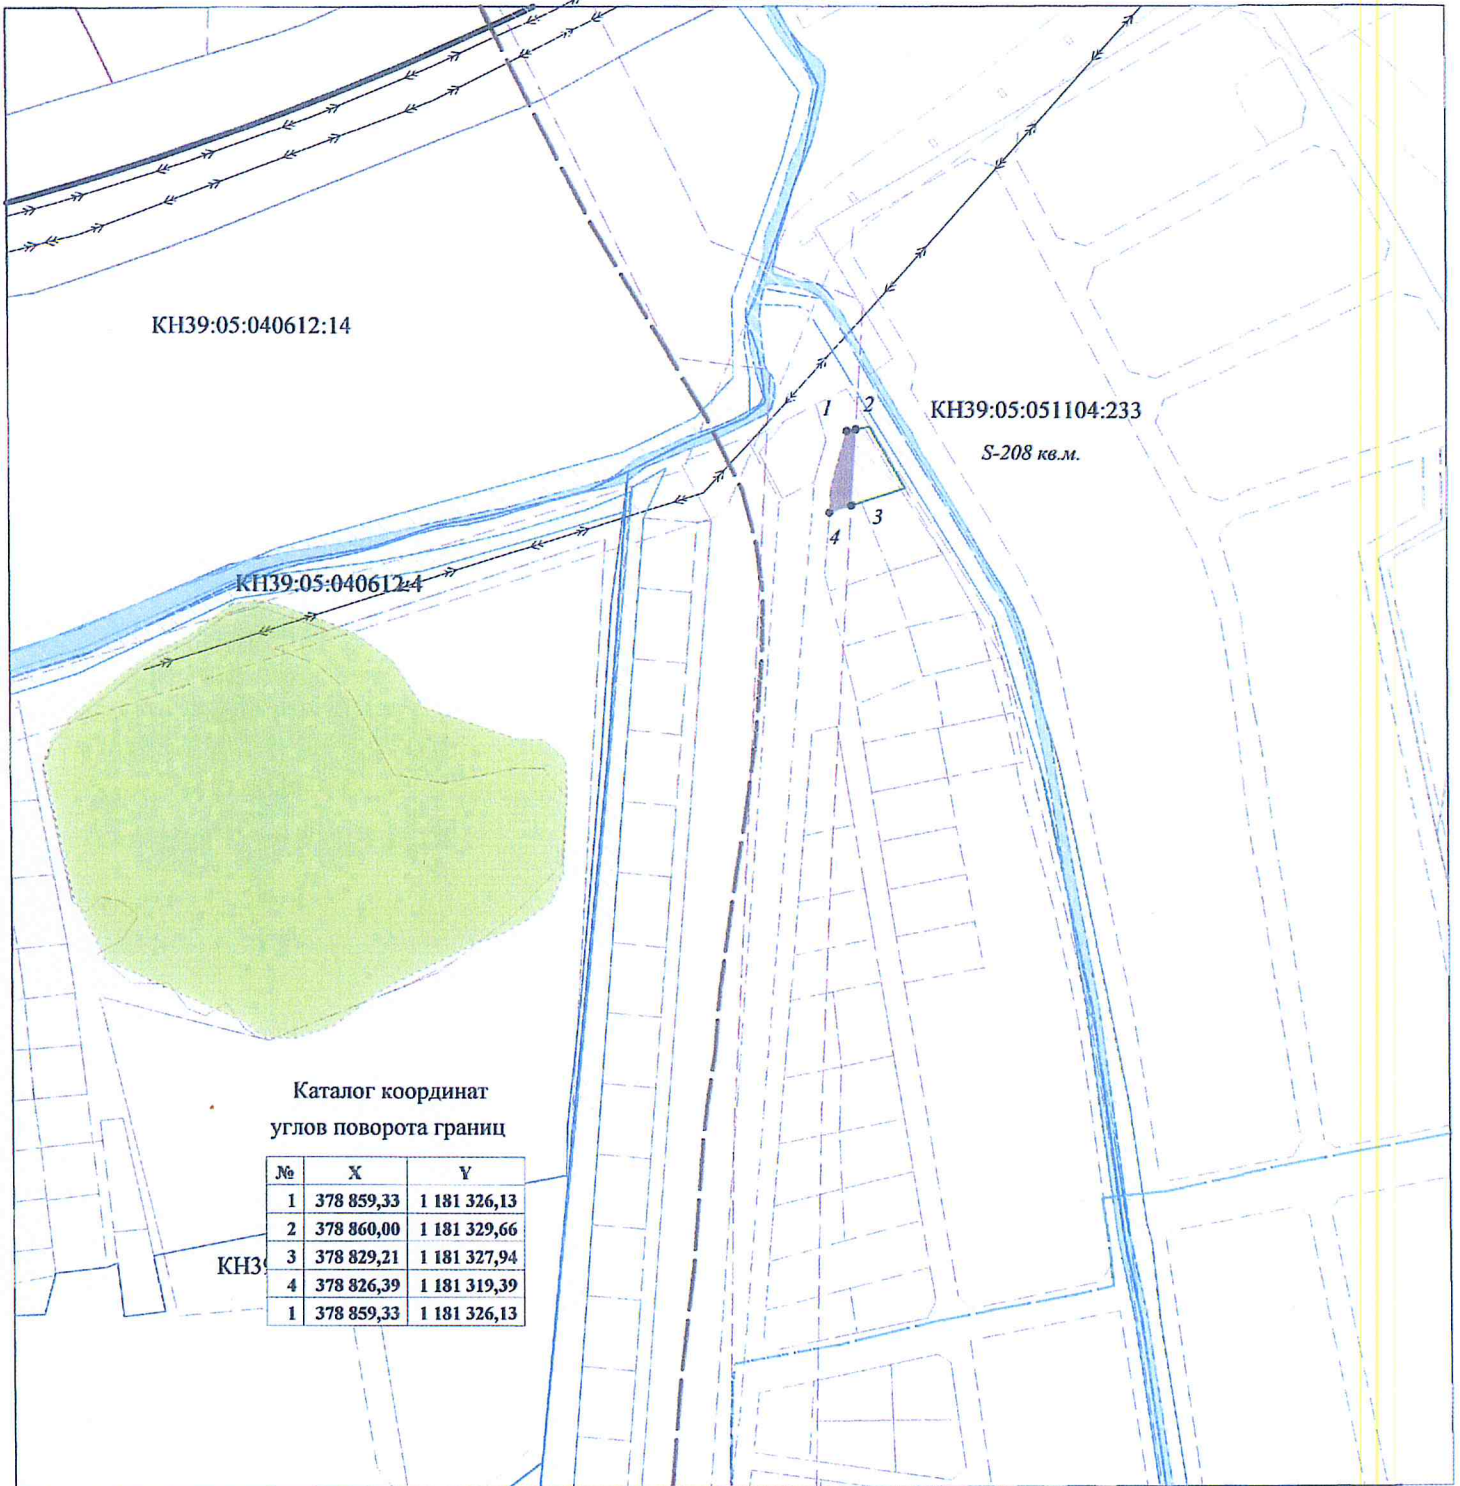 КН39:05:040612:14
1 2
КН39:05:051104:233
S-208 кв.м.
3
4
КН39:05:040612:4
Каталог координат
углов поворота границ
№ X Y
1 378 859,33 1 181 326,13
2 378 860,00 1 181 329,66
3 378 829,21 1 181 327,94
4 378 826,39 1 181 319,39
1 378 859,33 1 181 326,13
КН39